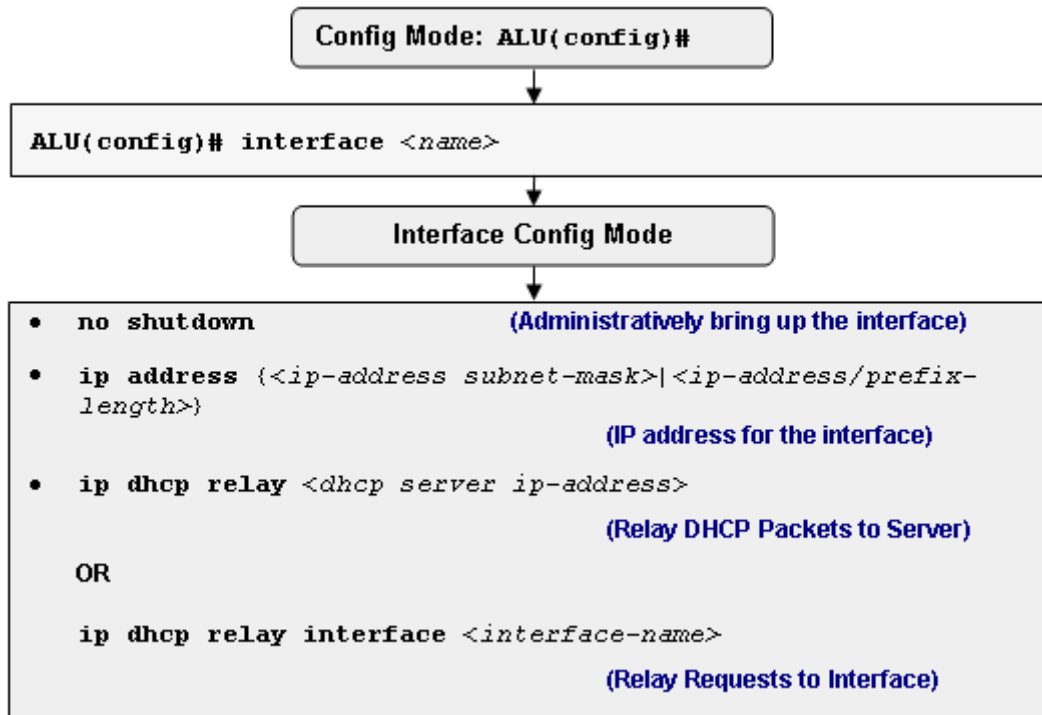 Config Mode: ALU(config)#
ALU(config)# interface <name>
Interface Config Mode
• no shutdown (Administratively bring up the interface)
• ip address {<ip-address subnet-mask>|<ip-address/prefix-
length>}
(IP address for the interface)
• ip dhcp relay <dhcp server ip-address>
(Relay DHCP Packets to Server)
OR
ip dhcp relay interface <interface-name>
(Relay Requests to Interface)